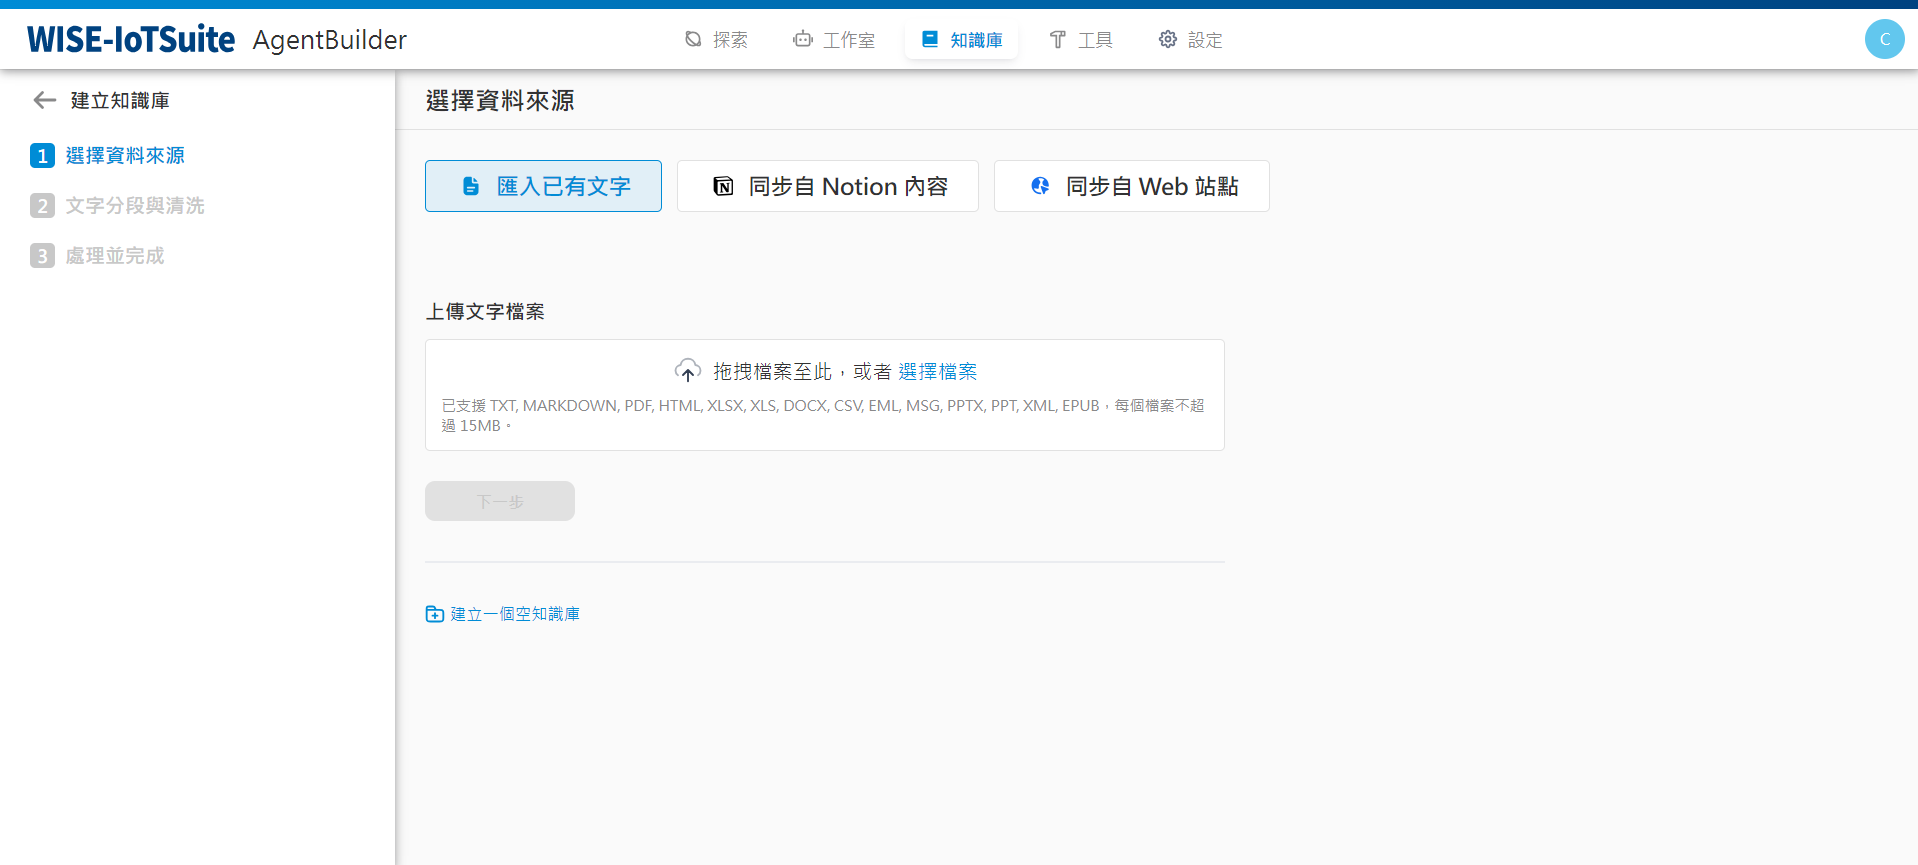 WISE-IoTSuite AgentBuilder
探索
工作室
知識庫
工具
設定
C
建立知識庫
1 選擇資料來源
2 文字分段與清洗
3 處理並完成
選擇資料來源
匯入已有文字
同步自 Notion 內容
同步自 Web 站點
上傳文字檔案
拖拽檔案至此，或者 選擇檔案
已支援 TXT, MARKDOWN, PDF, HTML, XLSX, XLS, DOCX, CSV, EML, MSG, PPTX, PPT, XML, EPUB，每個檔案不超
過 15MB。
下一步
建立一個空知識庫